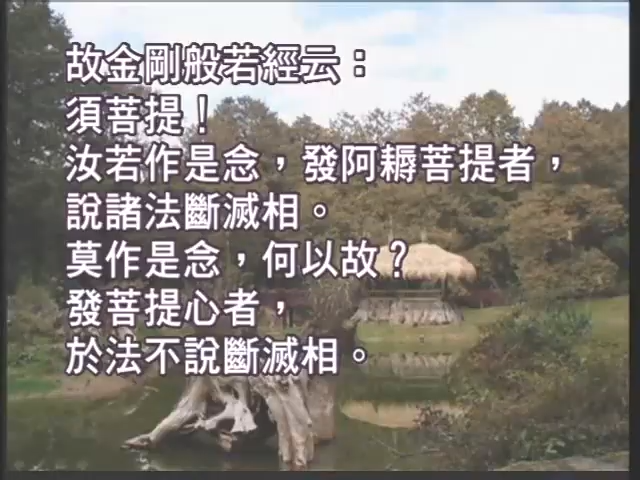 故金剛般若經云：
須菩提！
汝若作是念，發阿耨菩提者，
說諸法斷滅相。
莫作是念，何以故？
發菩提心者，
於法不說斷滅相。